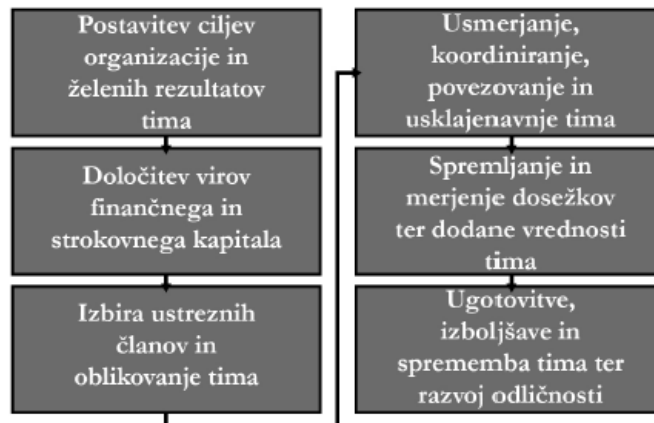 Postavitev ciljev
organizacije in
želenih rezultatov
tima
Določitev virov
finančnega in
strokovnega kapitala
Izbira ustreznih
članov in
oblikovanje tima
Usmerjanje,
koordiniranje,
povezovanje in
usklajenavnje tima
Spremljanje in
merjenje dosežkov
ter dodane vrednosti
tima
Ugotovitve,
izboljšave in
sprememba tima ter
razvoj odličnosti